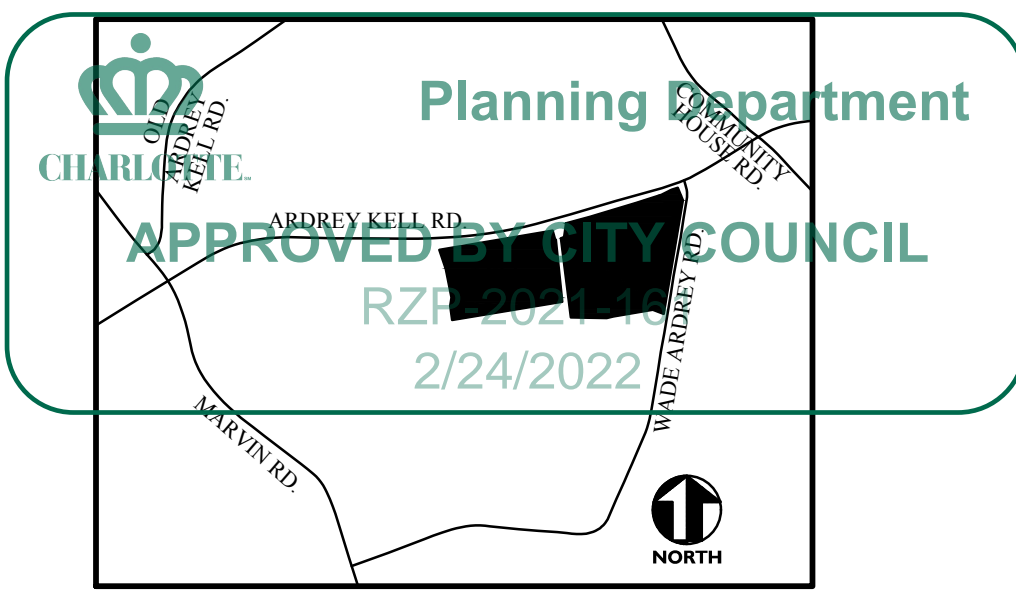 Planning Department
OLD
ARDREY
KELL RD.
COMMUNITY
HOUSE RD.
CHARLOTTE
ARDREY KELL RD.
APPROVED BY CITY COUNCIL
RZP-2021-161
2/24/2022
WADE ARDREY RD.
MARVIN RD.
NORTH